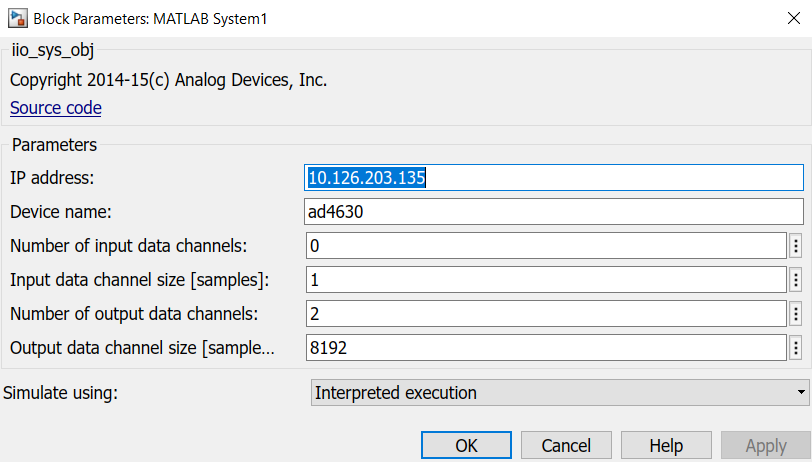 Block Parameters: MATLAB System1
iio_sys_obj
Copyright 2014-15(c) Analog Devices, Inc.
Source code
Parameters
IP address: 10.126.203.135
Device name: ad4630
Number of input data channels: 0
Input data channel size [samples]: 1
Number of output data channels: 2
Output data channel size [sample... 8192
Simulate using: Interpreted execution
OK Cancel Help Apply